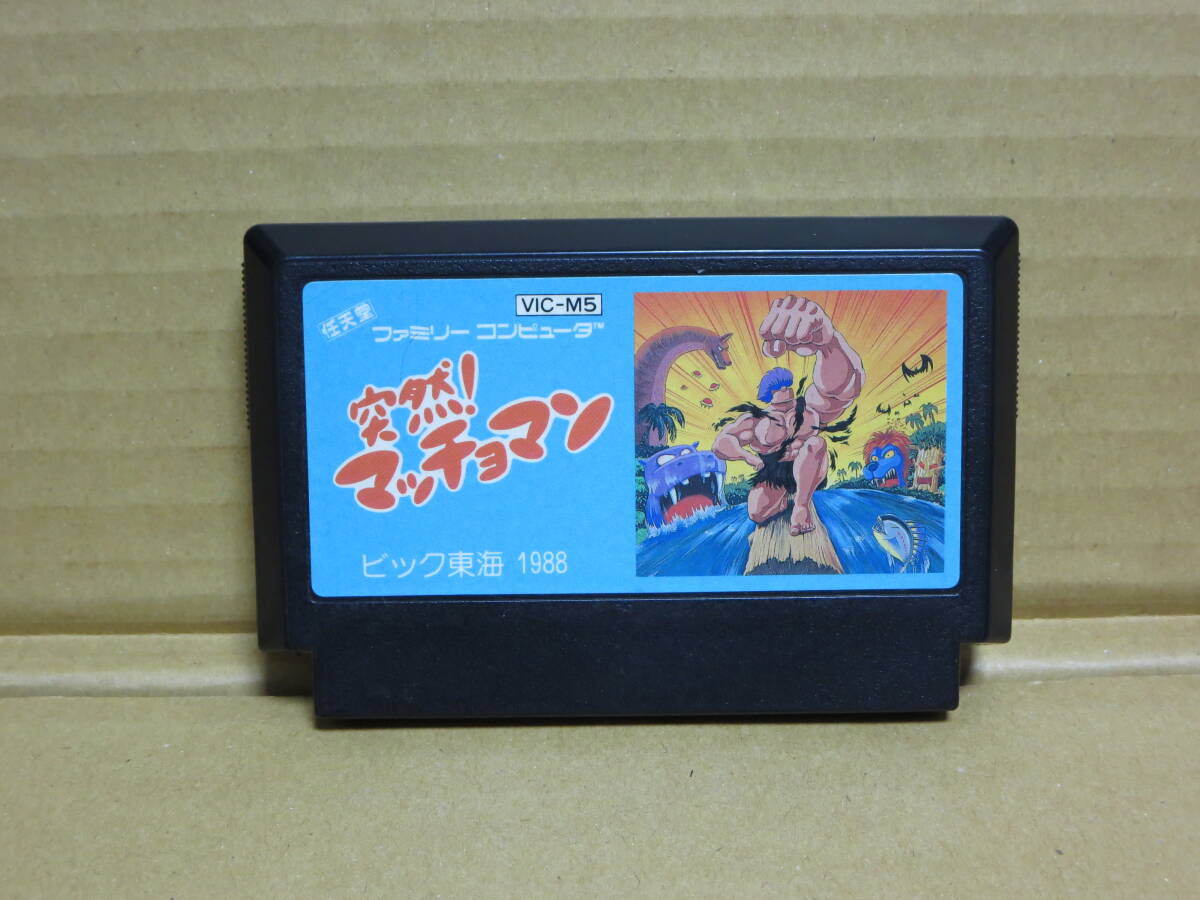 任天堂
ファミリー コンピュータ™
VIC-M5
突然!
マッチョマン
ビック東海 1988